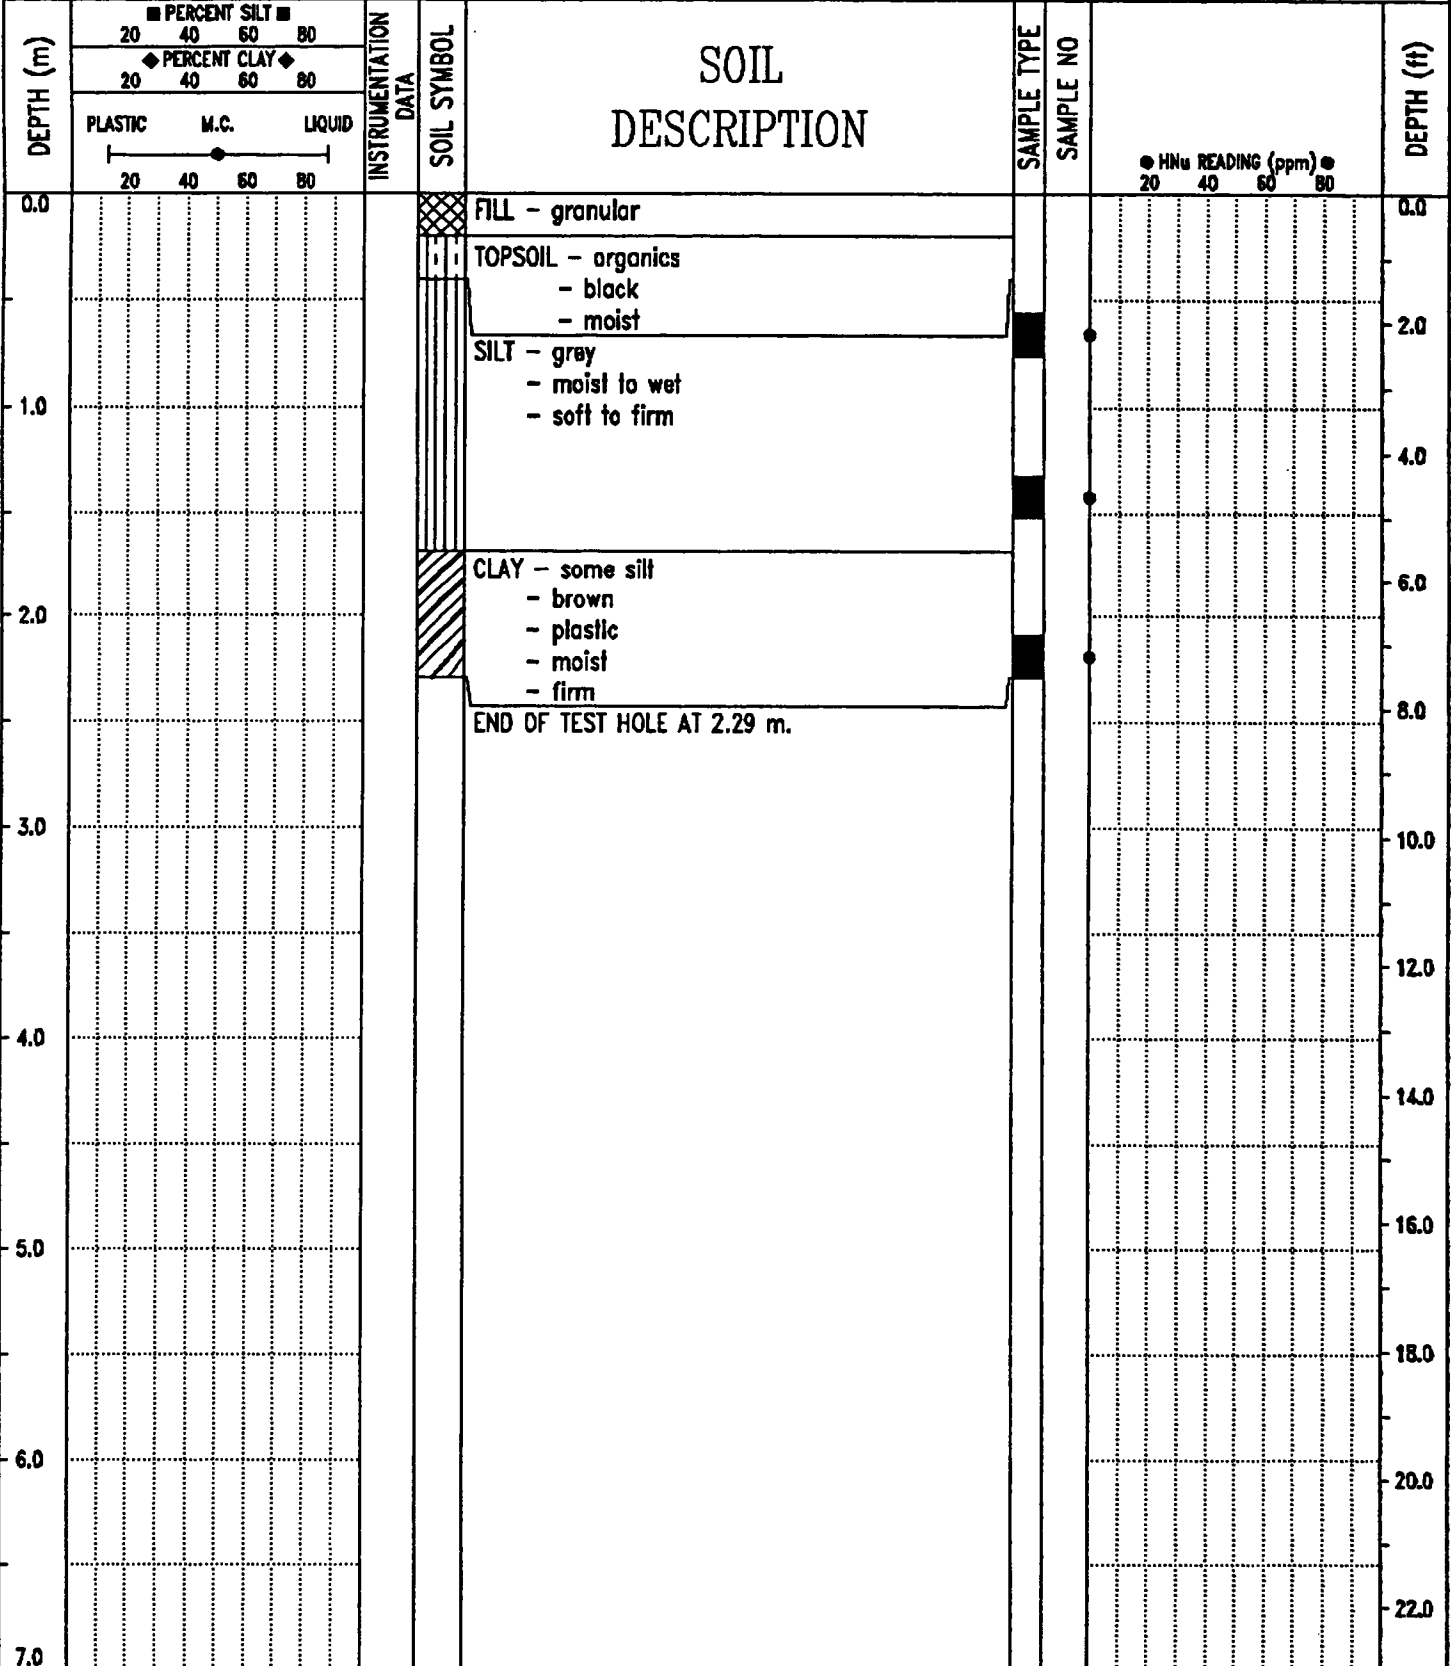 DEPTH (m)
■ PERCENT SILT ■
20 40 60 80
◆ PERCENT CLAY ◆
20 40 60 80
PLASTIC M.C. LIQUID
20 40 60 80
INSTRUMENTATION
DATA
SOIL SYMBOL
SOIL
DESCRIPTION
SAMPLE TYPE
SAMPLE NO
● HNu READING (ppm) ●
20 40 60 80
DEPTH (ft)
0.0
1.0
2.0
3.0
4.0
5.0
6.0
7.0
FILL – granular
TOPSOIL – organics
– black
– moist
SILT – grey
– moist to wet
– soft to firm
CLAY – some silt
– brown
– plastic
– moist
– firm
END OF TEST HOLE AT 2.29 m.
0.0
2.0
4.0
6.0
8.0
10.0
12.0
14.0
16.0
18.0
20.0
22.0